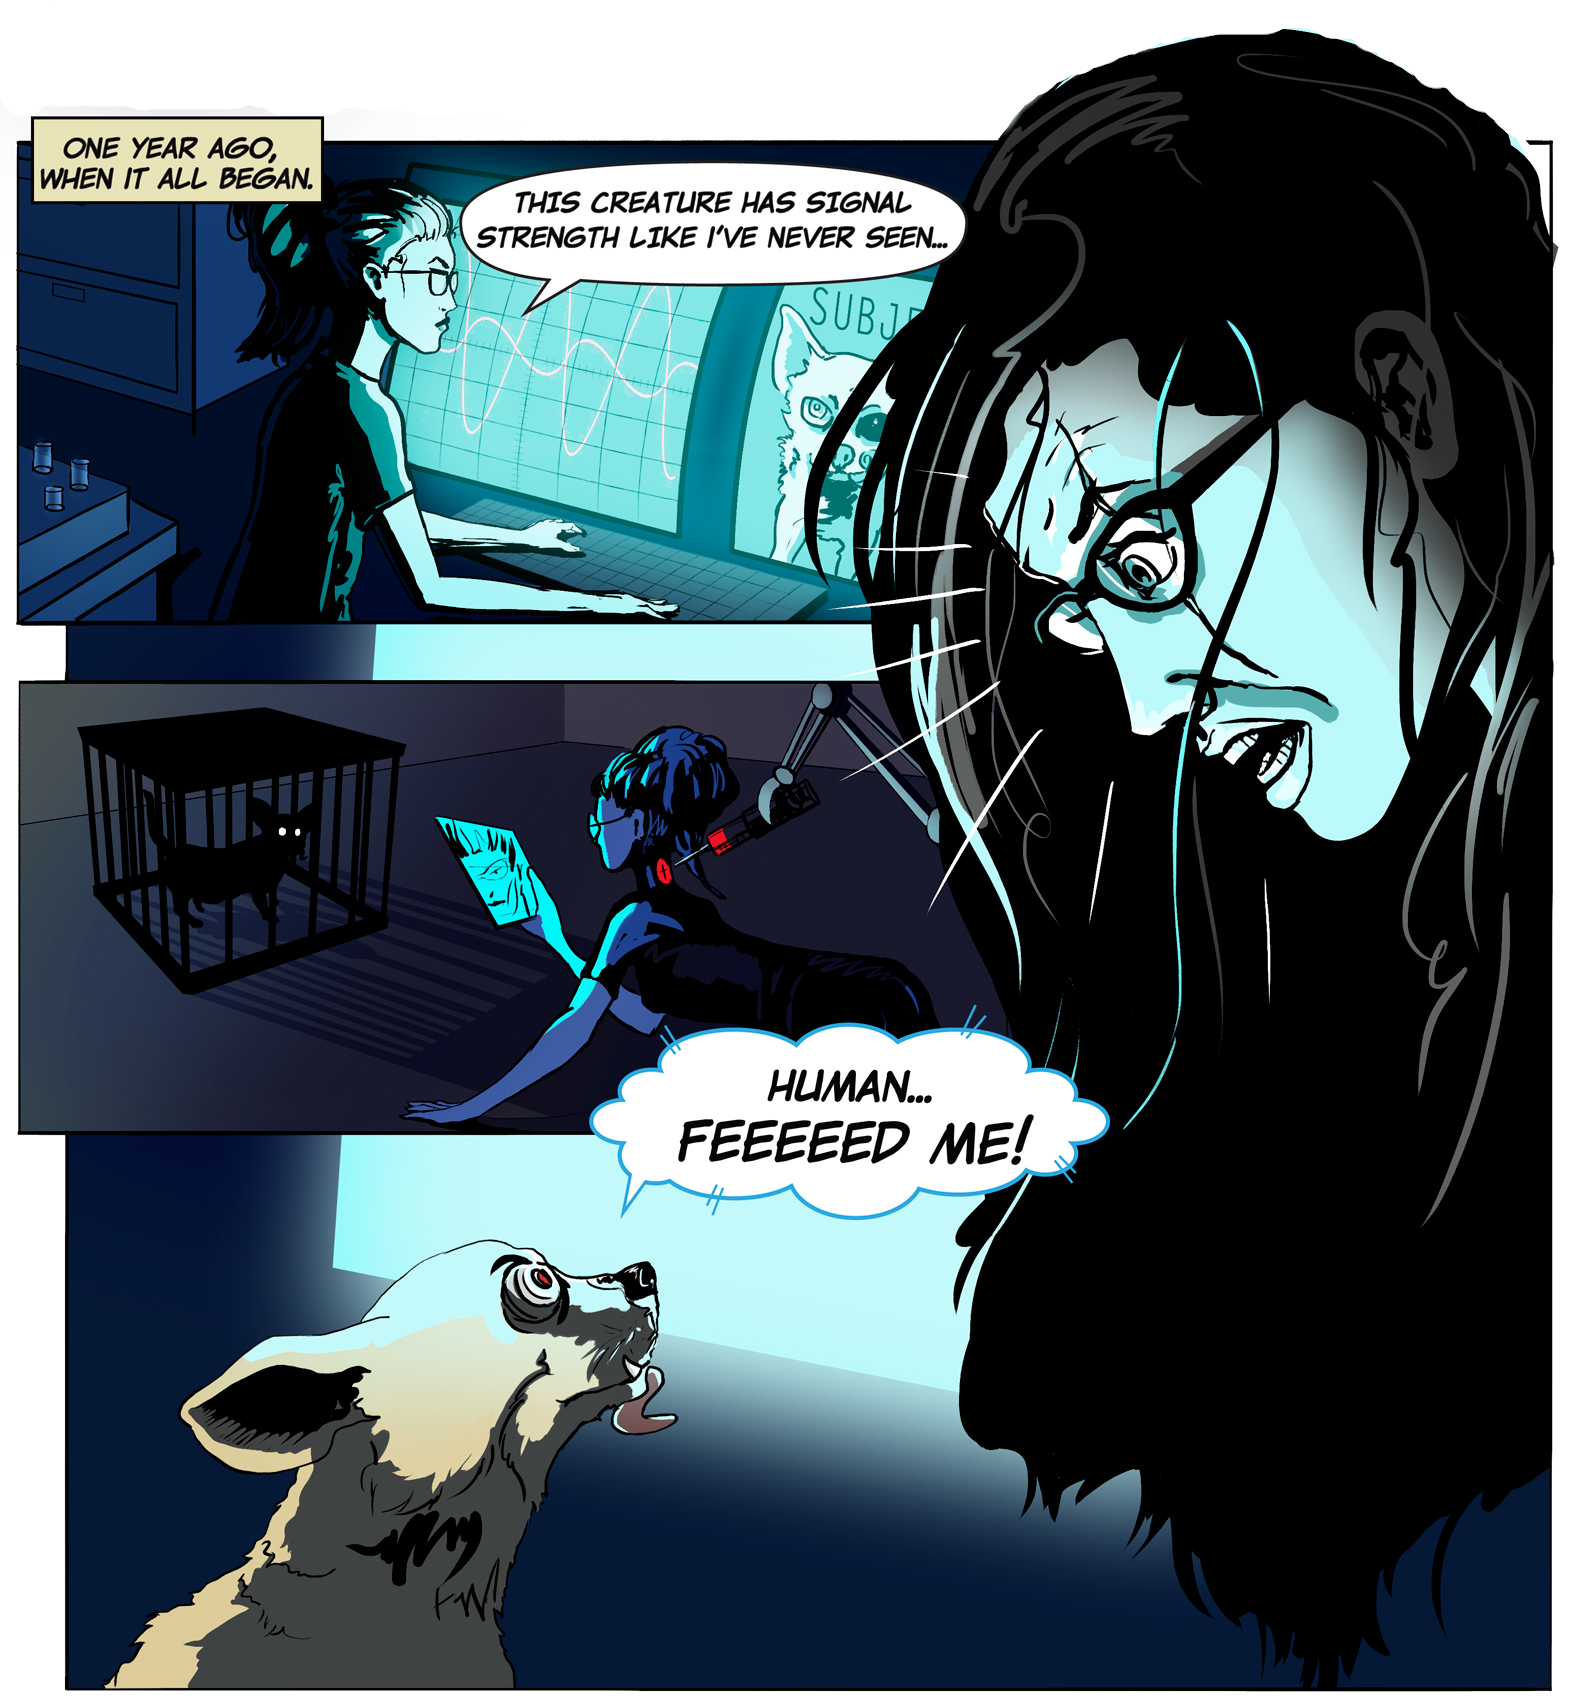 ONE YEAR AGO,
WHEN IT ALL BEGAN.
THIS CREATURE HAS SIGNAL
STRENGTH LIKE I'VE NEVER SEEN...
SUBJE
HUMAN...
FEEEEED ME!